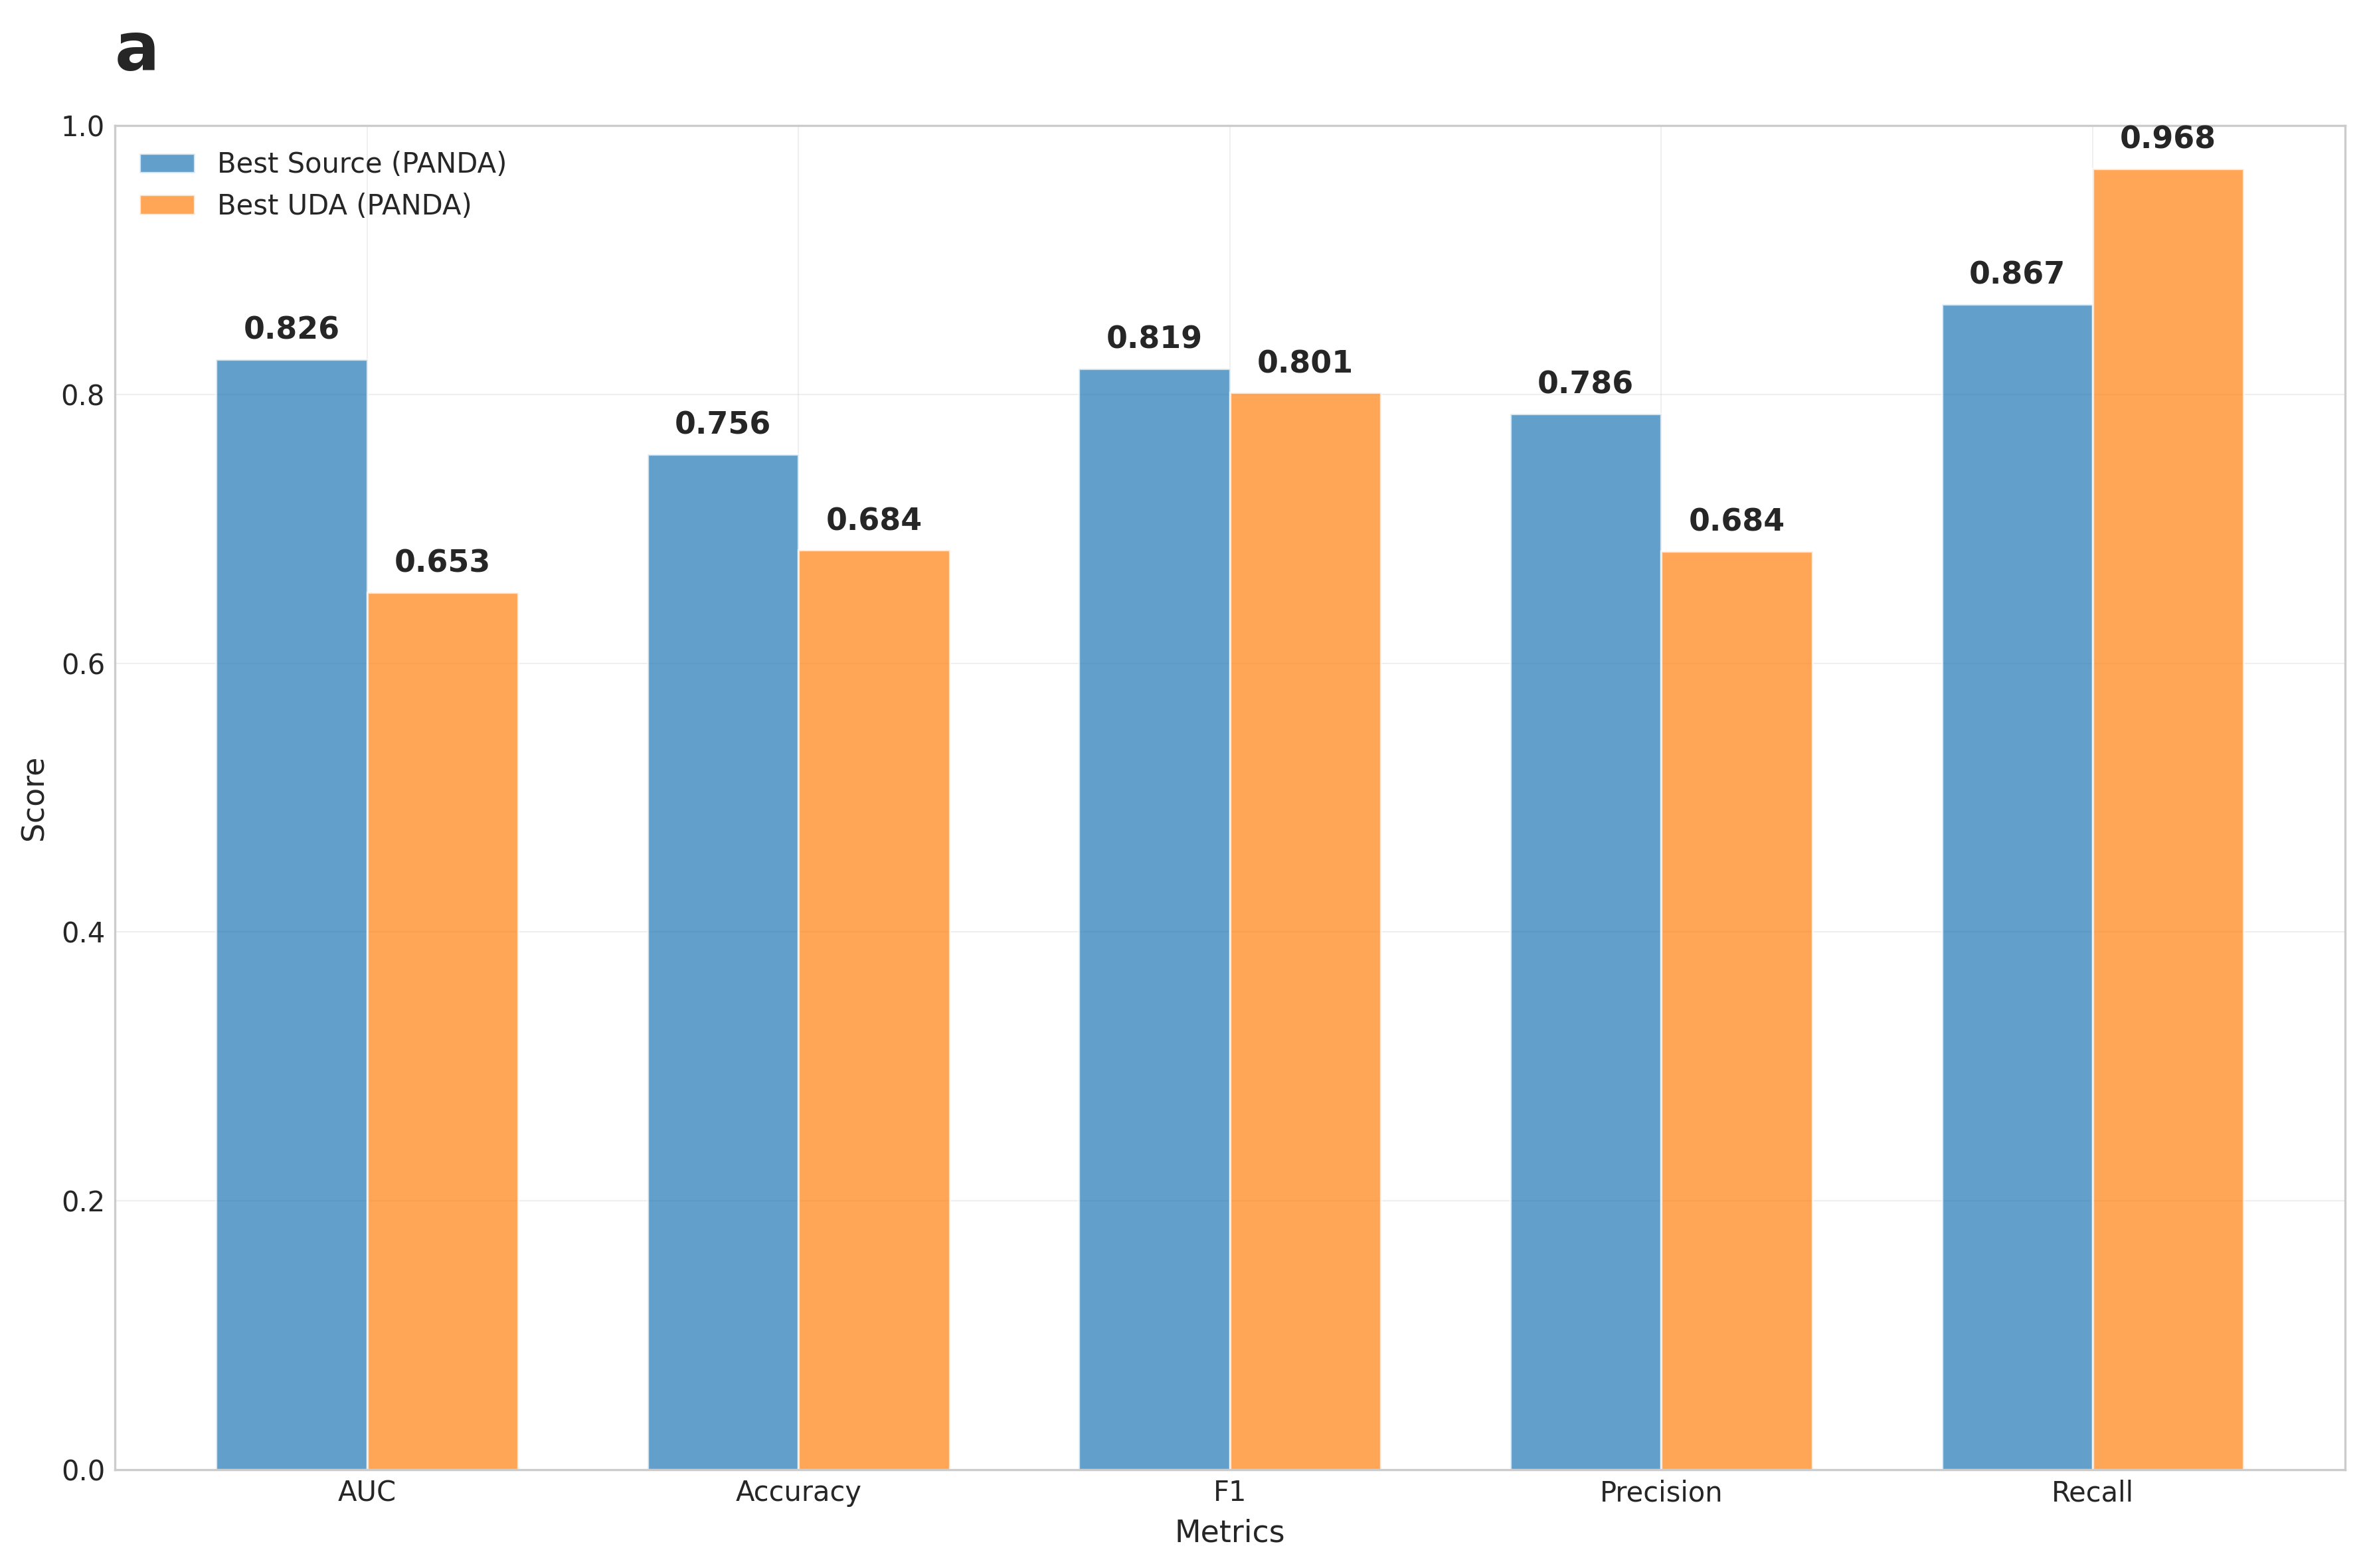 a
1.0
0.8
0.6
0.4
0.2
0.0
Score
Best Source (PANDA)
Best UDA (PANDA)
0.826
0.653
0.756
0.684
0.819
0.801
0.786
0.684
0.867
0.968
AUC
Accuracy
F1
Precision
Recall
Metrics